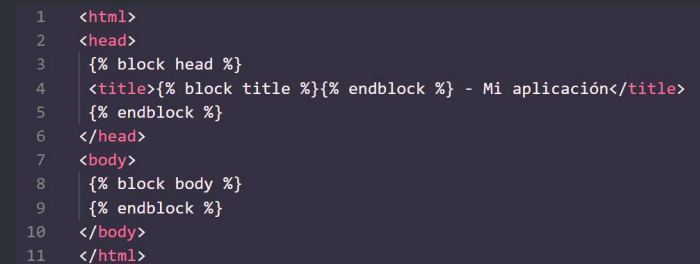 1 <html>
2 <head>
3 {% block head %}
4 <title>{% block title %}{% endblock %} - Mi aplicación</title>
5 {% endblock %}
6 </head>
7 <body>
8 {% block body %}
9 {% endblock %}
10 </body>
11 </html>